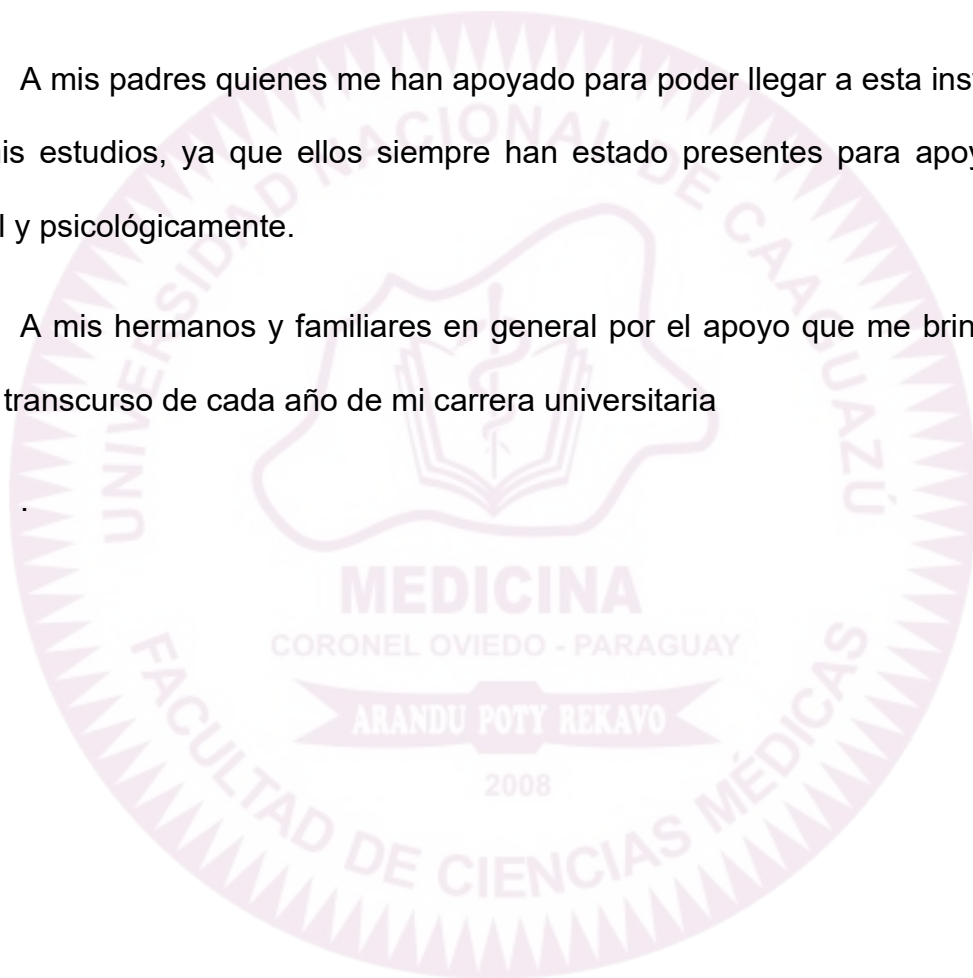 A mis padres quienes me han apoyado para poder llegar a esta inst
is estudios, ya que ellos siempre han estado presentes para apoy
l y psicológicamente.
A mis hermanos y familiares en general por el apoyo que me brin
transcurso de cada año de mi carrera universitaria
.
UNIVERSIDAD NACIONAL DE CAAGUAZÚ
MEDICINA
CORONEL OVIEDO - PARAGUAY
ARANDU POTY REKAVO
2008
FACULTAD DE CIENCIAS MÉDICAS